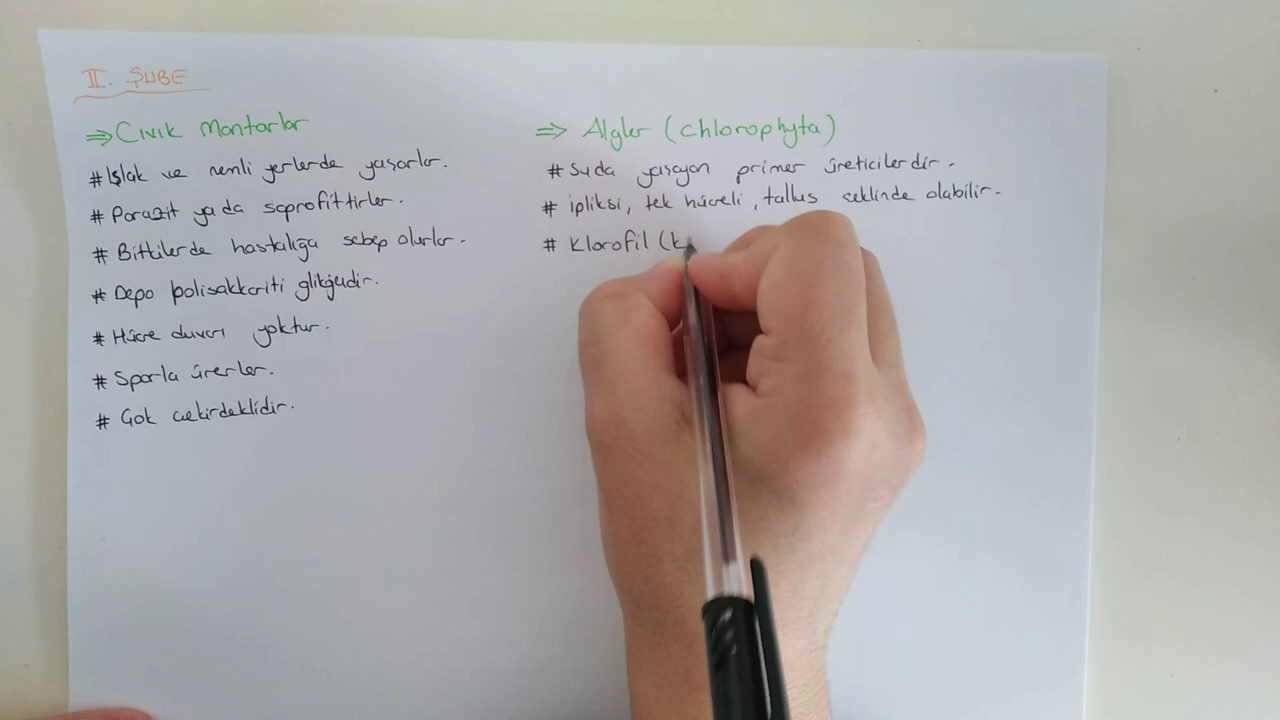 II. ŞUBE
⇒ Cıvık Mantarlar
# Islak ve nemli yerlerde yaşarlar.
# Parazit ya da saprofittirler.
# Bitkilerde hastalığa sebep olurlar.
# Depo polisakkariti glikojendir.
# Hücre duvarı yoktur.
# Sporla ürerler.
# Çok çekirdeklidir.
⇒ Algler (chlorophyta)
# Suda yaşayan primer üreticilerdir.
# ipliksi, tek hücreli, tallus şeklinde olabilir.
# Klorofil (k